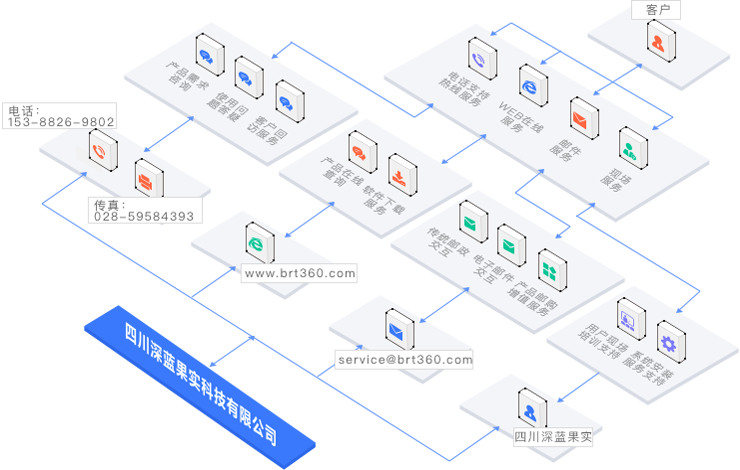 客户
产品需求
咨询
使用问
题答疑
客户回
访服务
电话支持
热线服务
WEB在线
服务
邮件
服务
现场
服务
电话：
153-8826-9802
传真：
028-59584393
产品在线
查询
软件下载
服务
www.brt360.com
传统邮政
交互
电子邮件
交互
产品邮购
增值服务
service@brt360.com
用户现场
培训支持
系统安装
服务支持
四川深蓝果实
四川深蓝果实科技有限公司